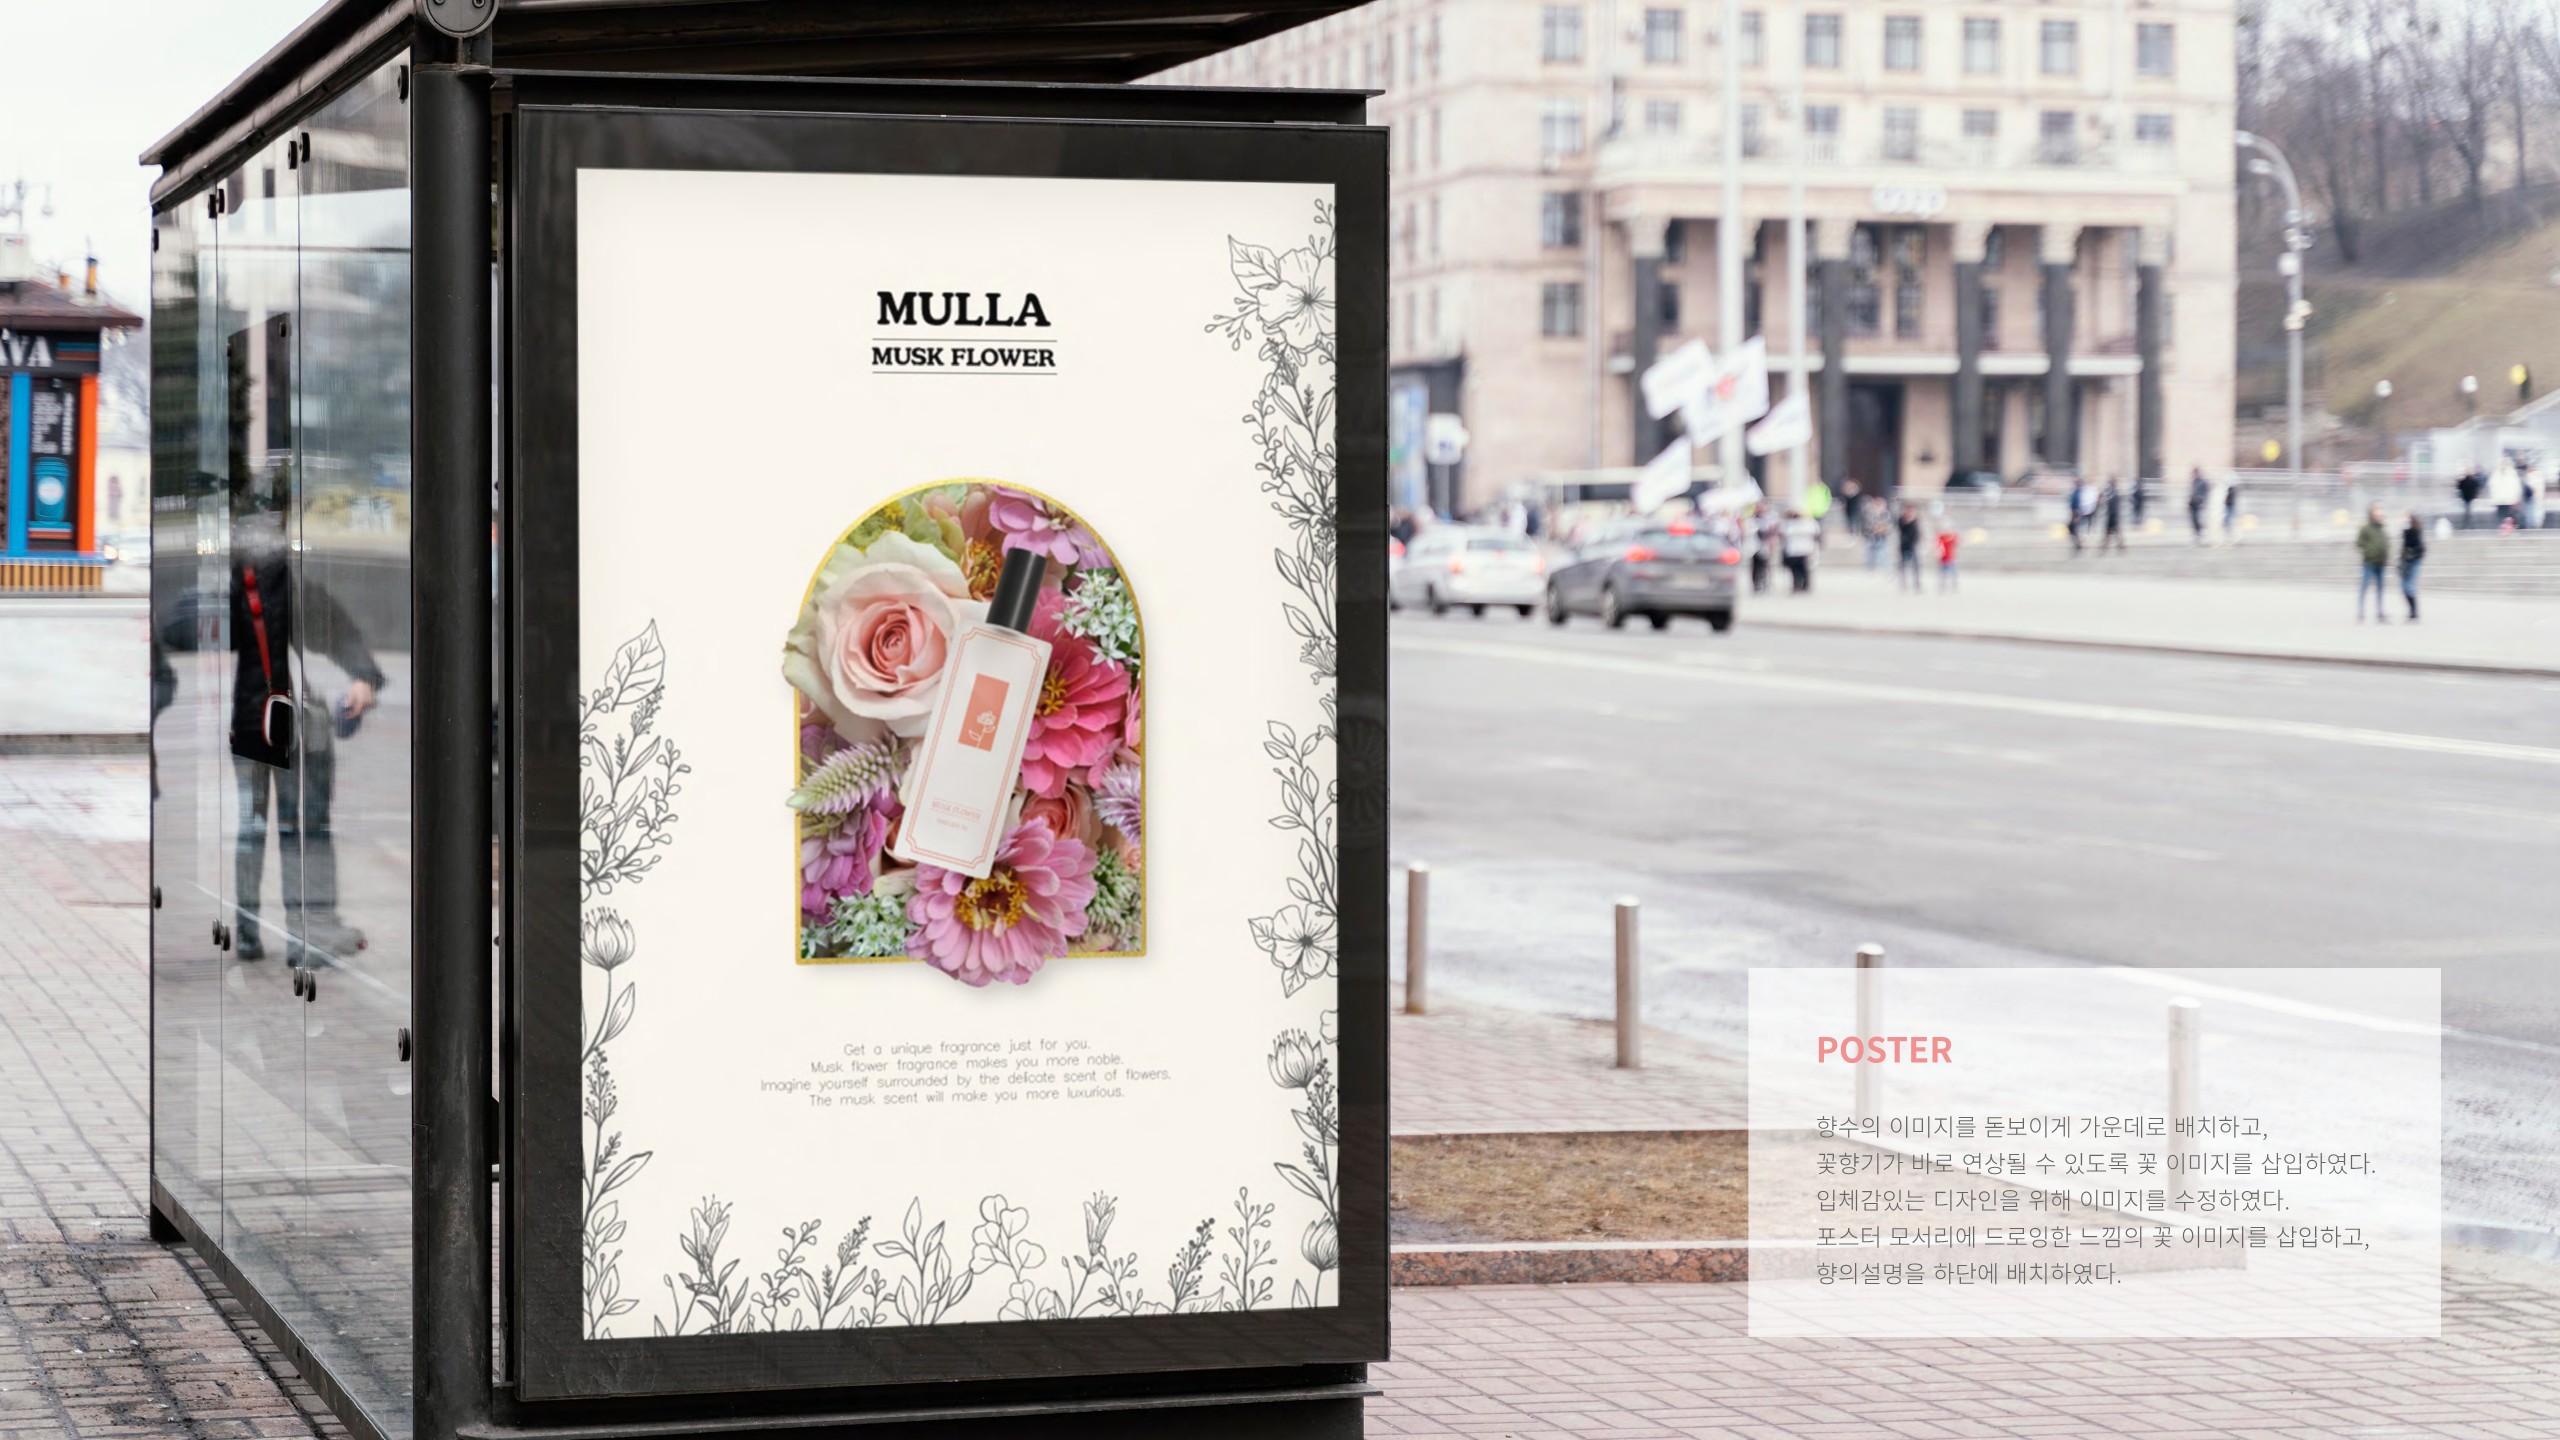 MULLA
MUSK FLOWER
MUSK FLOWER
Get a unique fragrance just for you.
Musk flower fragrance makes you more noble.
Imagine yourself surrounded by the delicate scent of flowers.
The musk scent will make you more luxurious.
POSTER
향수의 이미지를 돋보이게 가운데로 배치하고,
꽃향기가 바로 연상될 수 있도록 꽃 이미지를 삽입하였다.
입체감있는 디자인을 위해 이미지를 수정하였다.
포스터 모서리에 드로잉한 느낌의 꽃 이미지를 삽입하고,
향의설명을 하단에 배치하였다.